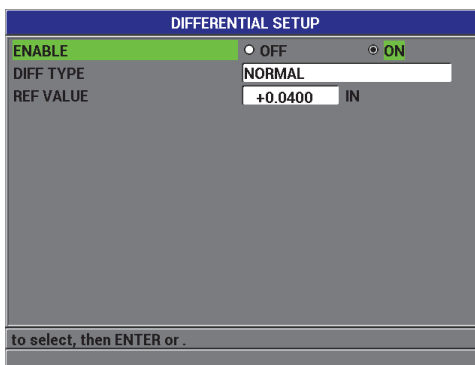 DIFFERENTIAL SETUP
ENABLE OFF ON
DIFF TYPE NORMAL
REF VALUE +0.0400 IN
to select, then ENTER or .